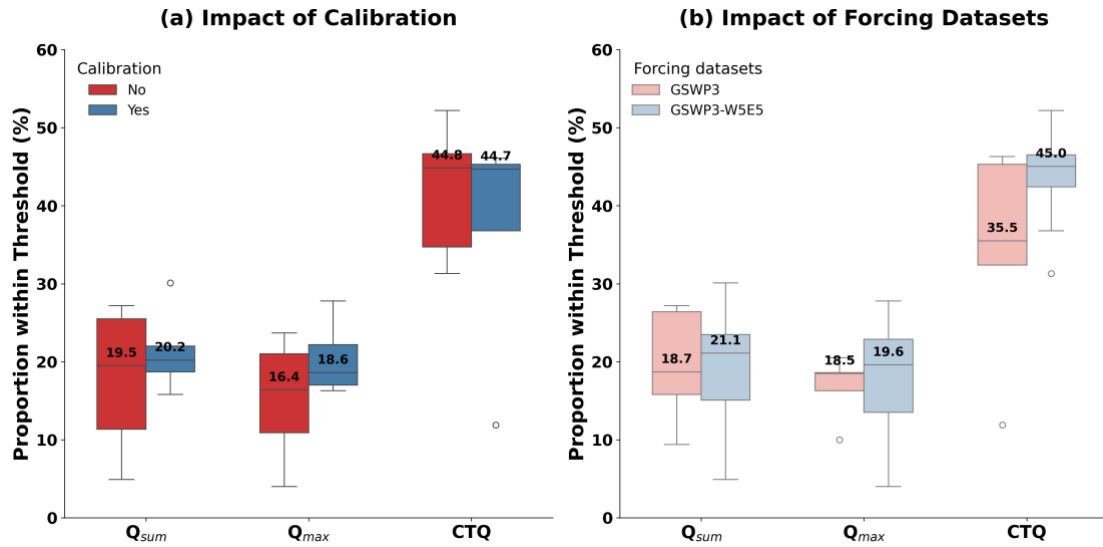 (a) Impact of Calibration
Proportion within Threshold (%)
60
50
40
30
20
10
0
Calibration
No
Yes
19.5
20.2
16.4
18.6
44.8
44.7
Qsum
Qmax
CTQ
(b) Impact of Forcing Datasets
Proportion within Threshold (%)
60
50
40
30
20
10
0
Forcing datasets
GSWP3
GSWP3-W5E5
18.7
21.1
18.5
19.6
35.5
45.0
Qsum
Qmax
CTQ